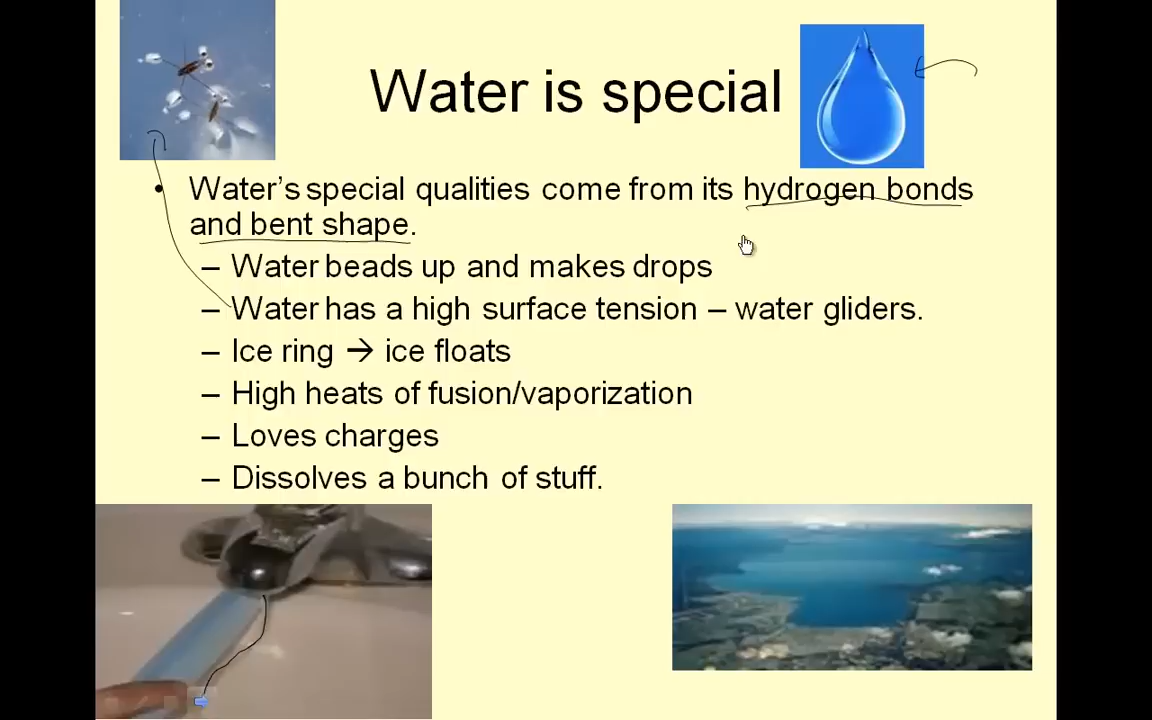 Water is special
• Water's special qualities come from its hydrogen bonds
and bent shape.
– Water beads up and makes drops
– Water has a high surface tension – water gliders.
– Ice ring → ice floats
– High heats of fusion/vaporization
– Loves charges
– Dissolves a bunch of stuff.